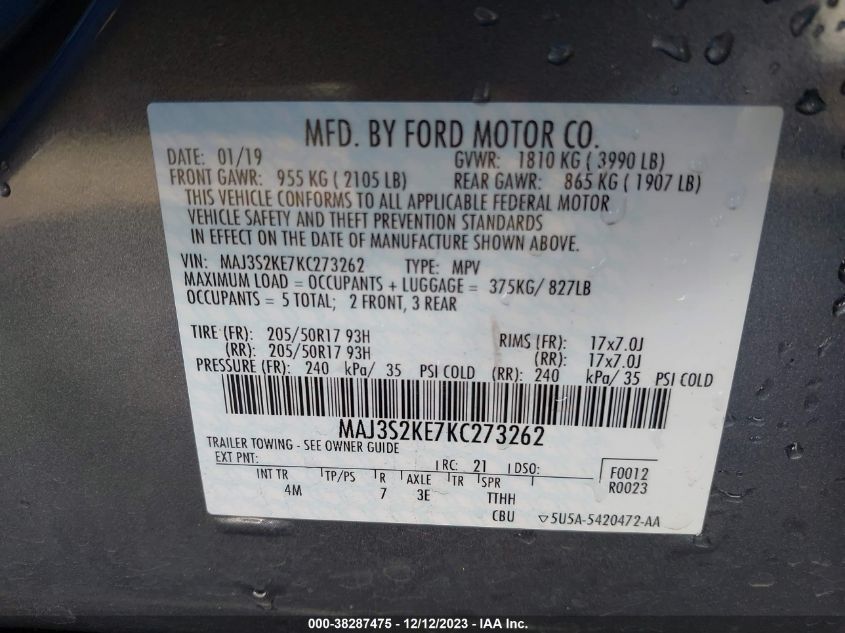 MFD. BY FORD MOTOR CO.
DATE: 01/19 GVWR: 1810 KG ( 3990 LB)
FRONT GAWR: 955 KG ( 2105 LB) REAR GAWR: 865 KG ( 1907 LB)
THIS VEHICLE CONFORMS TO ALL APPLICABLE FEDERAL MOTOR
VEHICLE SAFETY AND THEFT PREVENTION STANDARDS
IN EFFECT ON THE DATE OF MANUFACTURE SHOWN ABOVE.
VIN: MAJ3S2KE7KC273262 TYPE: MPV
MAXIMUM LOAD = OCCUPANTS + LUGGAGE = 375KG/ 827LB
OCCUPANTS = 5 TOTAL; 2 FRONT, 3 REAR
TIRE (FR): 205/50R17 93H RIMS (FR): 17x7.0J
(RR): 205/50R17 93H (RR): 17x7.0J
PRESSURE (FR): 240 kPa/ 35 PSI COLD (RR): 240 kPa/ 35 PSI COLD
MAJ3S2KE7KC273262
TRAILER TOWING - SEE OWNER GUIDE
EXT PNT: RC: 21 DSO: F0012
INT TR TP/PS R AXLE TR SPR R0023
4M 7 3E TTHH
CBU 5U5A-5420472-AA
000-38287475 - 12/12/2023 - IAA Inc.